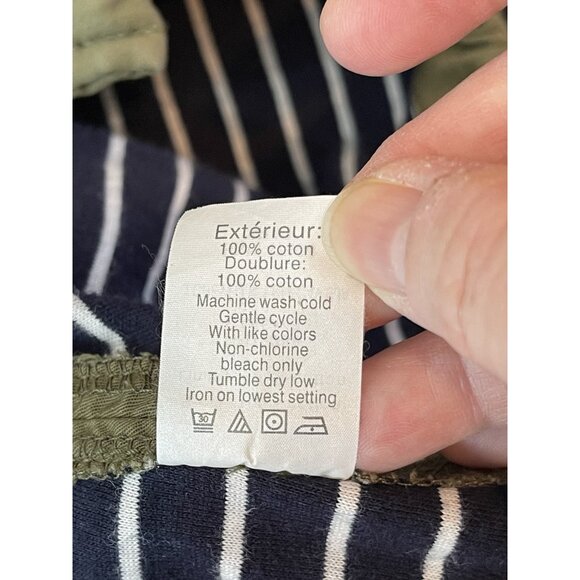 Extérieur:
100% coton
Doublure:
100% coton
Machine wash cold
Gentle cycle
With like colors
Non-chlorine
bleach only
Tumble dry low
Iron on lowest setting
30